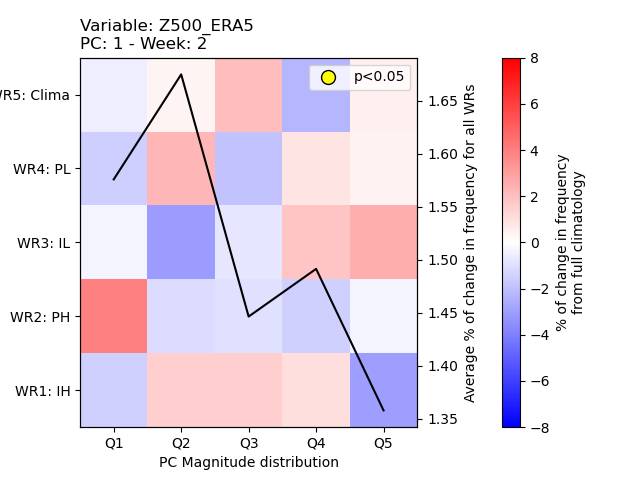 Variable: Z500_ERA5
PC: 1 - Week: 2
p<0.05
WR5: Clima
WR4: PL
WR3: IL
WR2: PH
WR1: IH
Q1 Q2 Q3 Q4 Q5
PC Magnitude distribution
1.65
1.60
1.55
1.50
1.45
1.40
1.35
Average % of change in frequency for all WRs
8
6
4
2
0
−2
−4
−6
−8
% of change in frequency
from full climatology